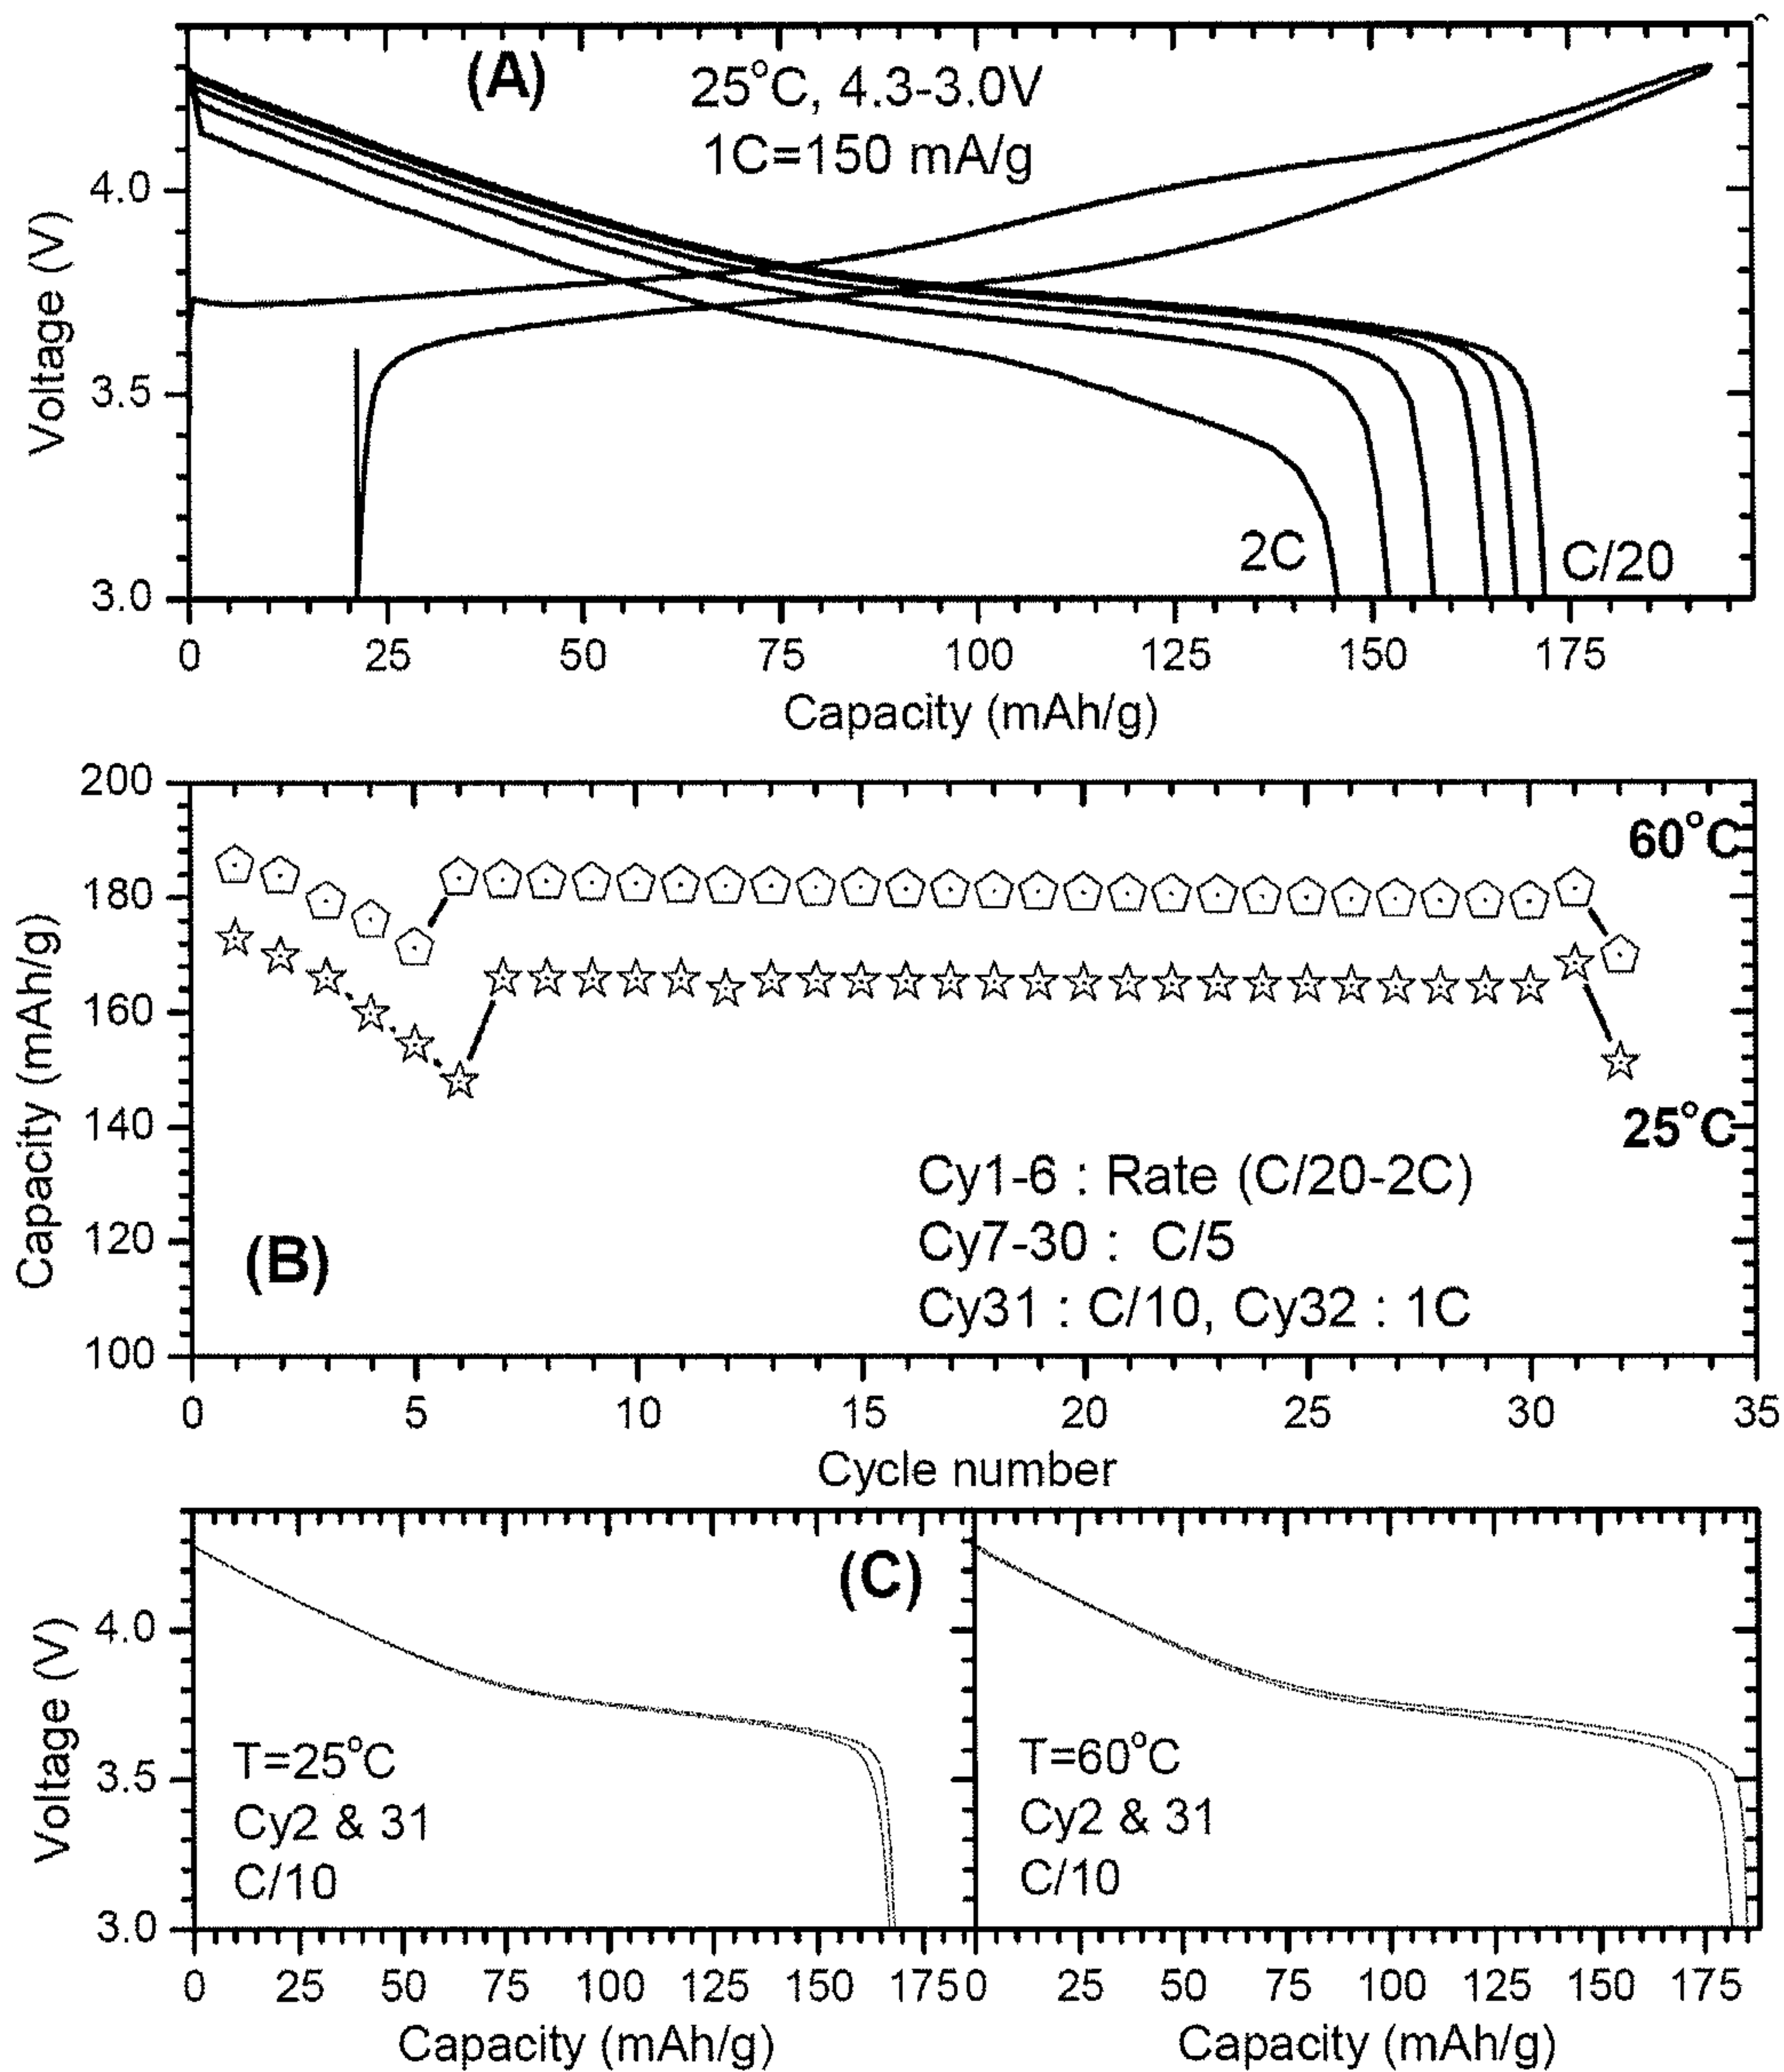 (A)
25°C, 4.3-3.0V
1C=150 mA/g
Voltage (V)
4.0
3.5
3.0
2C
C/20
0 25 50 75 100 125 150 175
Capacity (mAh/g)
200
180
160
140
120
100
Capacity (mAh/g)
60°C
25°C
Cy1-6 : Rate (C/20-2C)
Cy7-30 : C/5
Cy31 : C/10, Cy32 : 1C
(B)
0 5 10 15 20 25 30 35
Cycle number
(C)
Voltage (V)
4.0
3.5
3.0
T=25°C
Cy2 & 31
C/10
T=60°C
Cy2 & 31
C/10
0 25 50 75 100 125 150 175 0 25 50 75 100 125 150 175
Capacity (mAh/g) Capacity (mAh/g)